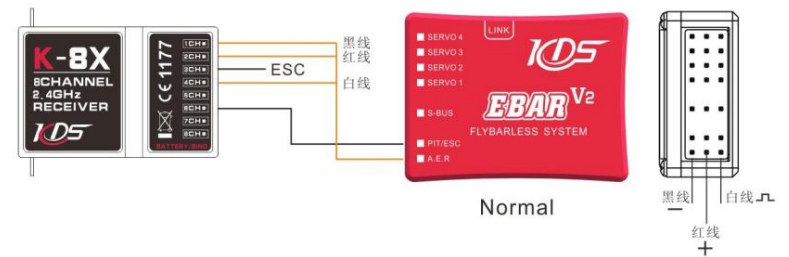 K-8X
8CHANNEL
2.4GHz
RECEIVER
KDS
CE1177
1CH
2CH
3CH
4CH
5CH
6CH
7CH
8CH
BATTERY/BIND
黑线
红线
ESC
白线
LINK
SERVO 4
SERVO 3
SERVO 2
SERVO 1
S-BUS
PIT/ESC
A.E.R
KDS
EBAR V2
FLYBARLESS SYSTEM
Normal
黑线
白线
−
红线
+